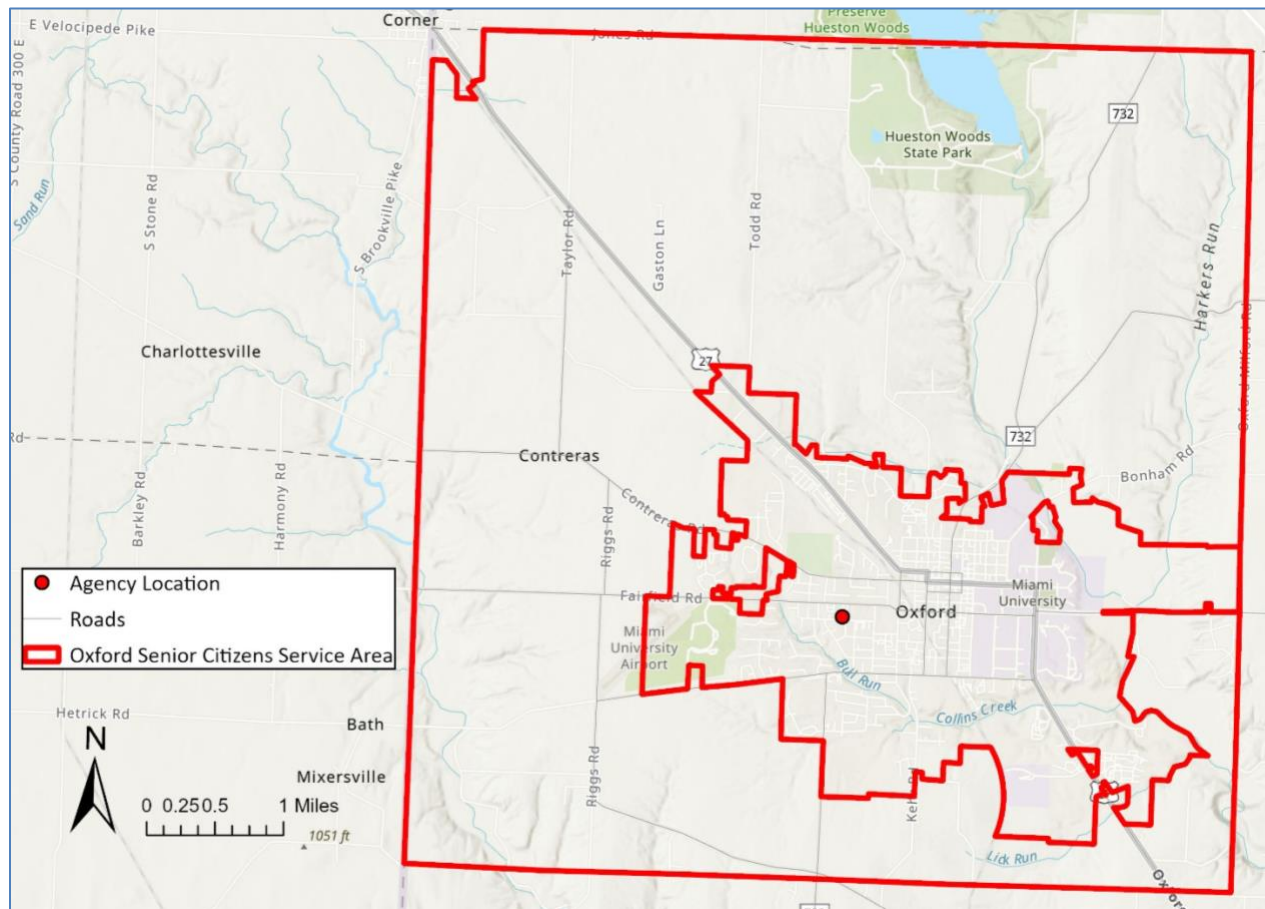 Corner
E Velocipede Pike
Jones Rd
Preserve
Hueston Woods
S County Road 300 E
732
Hueston Woods
State Park
Sand Run
S Stone Rd
S Brookville Pike
Taylor Rd
Gaston Ln
Todd Rd
Harkers Run
Charlottesville
27
Oxford Milford Rd
Rd
732
Contreras
Bonham Rd
Barkley Rd
Harmony Rd
Riggs Rd
Contreras Rd
Agency Location
Roads
Oxford Senior Citizens Service Area
Fairfield Rd
Miami
University
Oxford
Miami
University
Airport
Bull Run
Collins Creek
Hetrick Rd
Bath
N
Mixersville
Riggs Rd
0 0.25 0.5 1 Miles
1051 ft
Lick Run